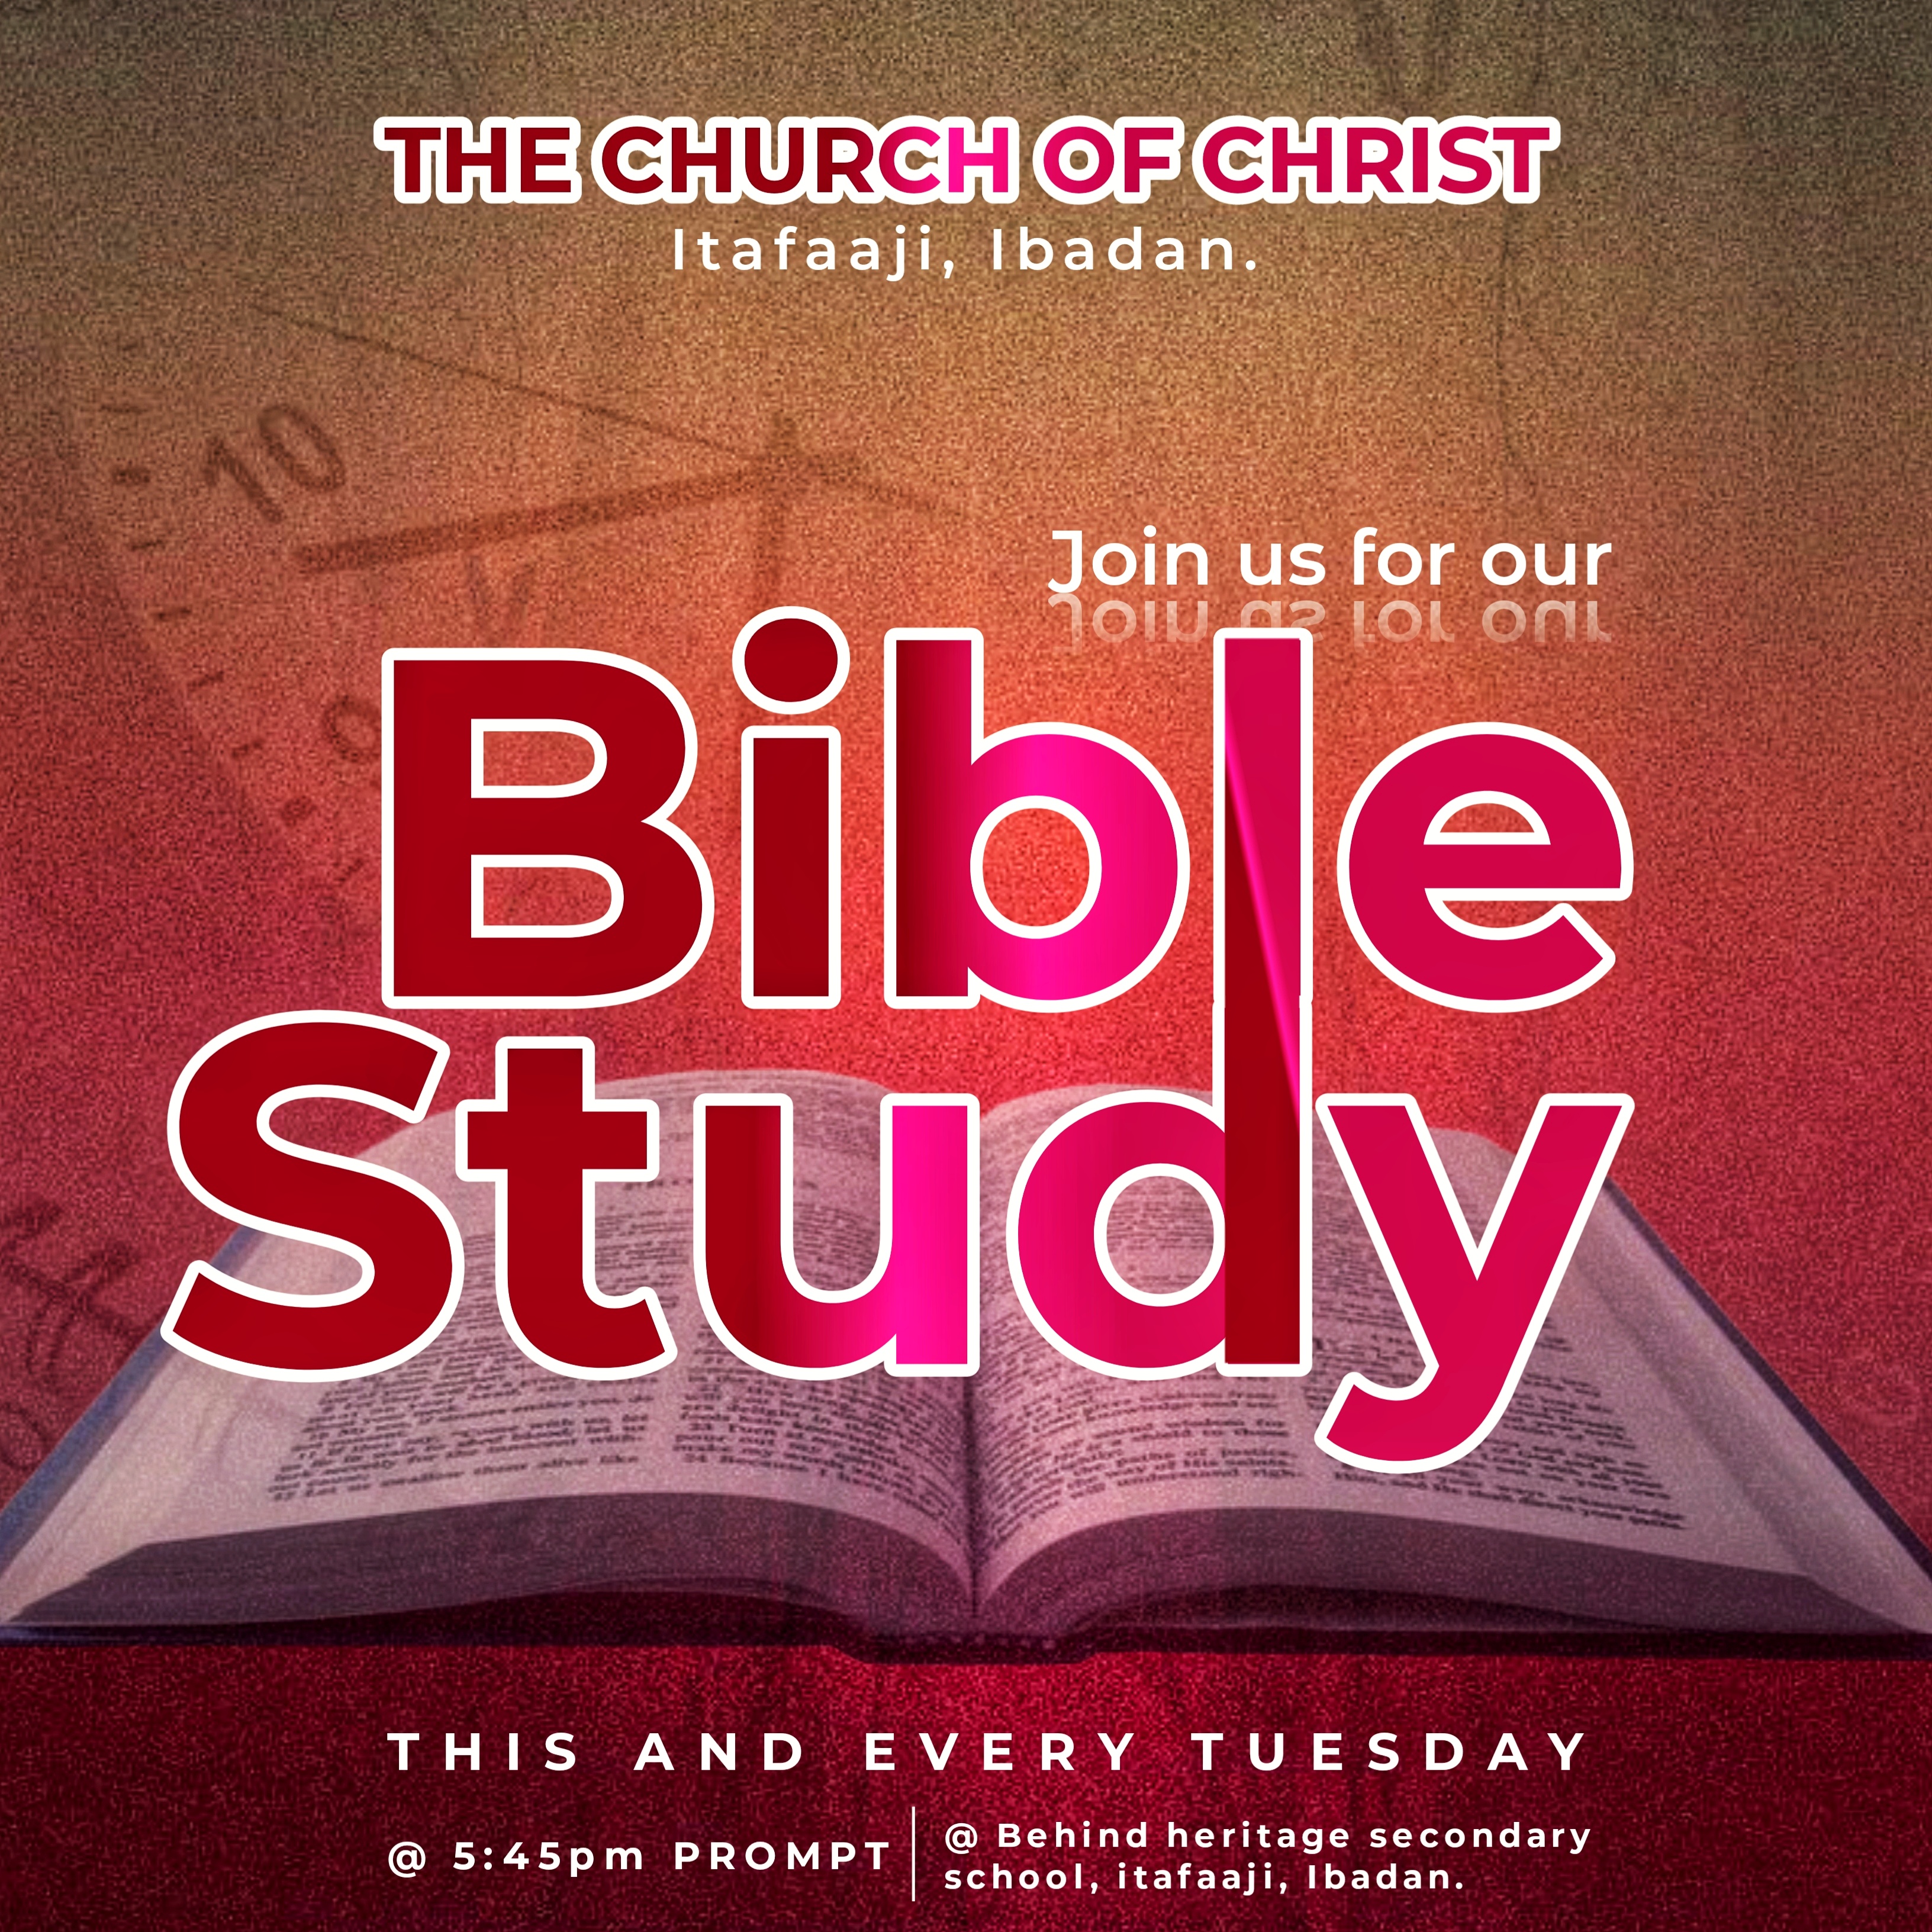 THE CHURCH OF CHRIST
Itafaaji, Ibadan.
10
Join us for our
Bible
Study
THIS AND EVERY TUESDAY
@ 5:45pm PROMPT
@ Behind heritage secondary
school, itafaaji, Ibadan.